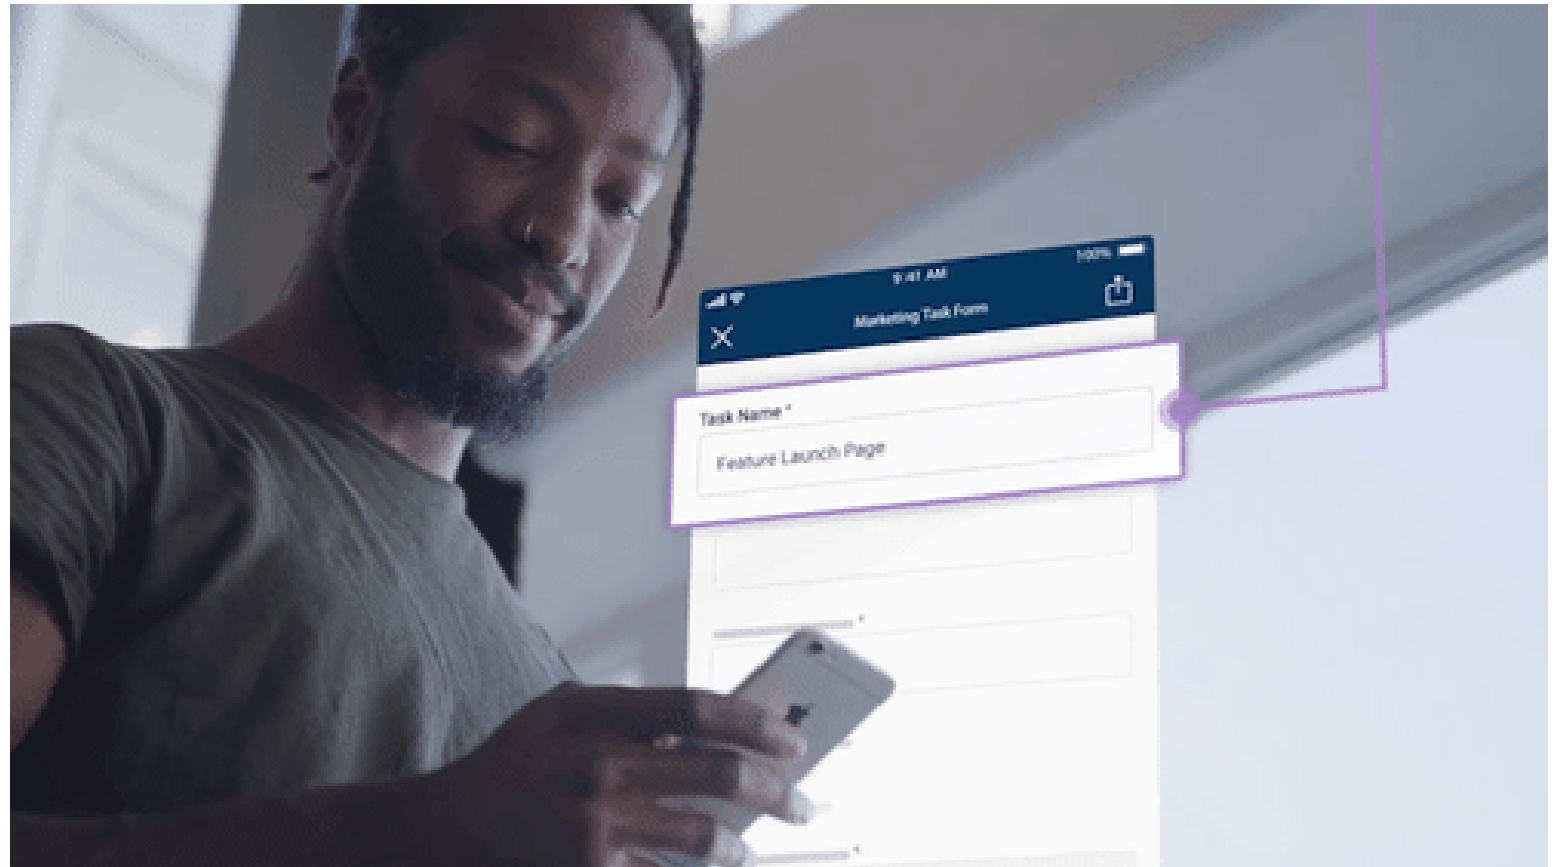 9:41 AM
100%
Marketing Task Form
Task Name *
Feature Launch Page
*
*